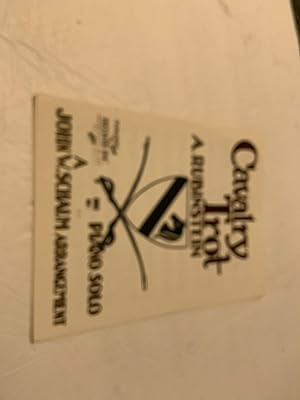 Cavalry
Trot
A. RUBINSTEIN
PIANO SOLO
A
JOHN W. SCHAUM ARRANGEMENT